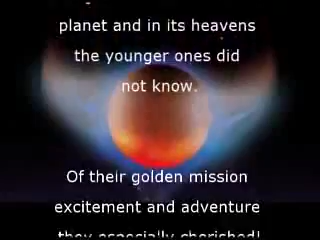 planet and in its heavens
the younger ones did
not know.
Of their golden mission
excitement and adventure
they especially cherished!